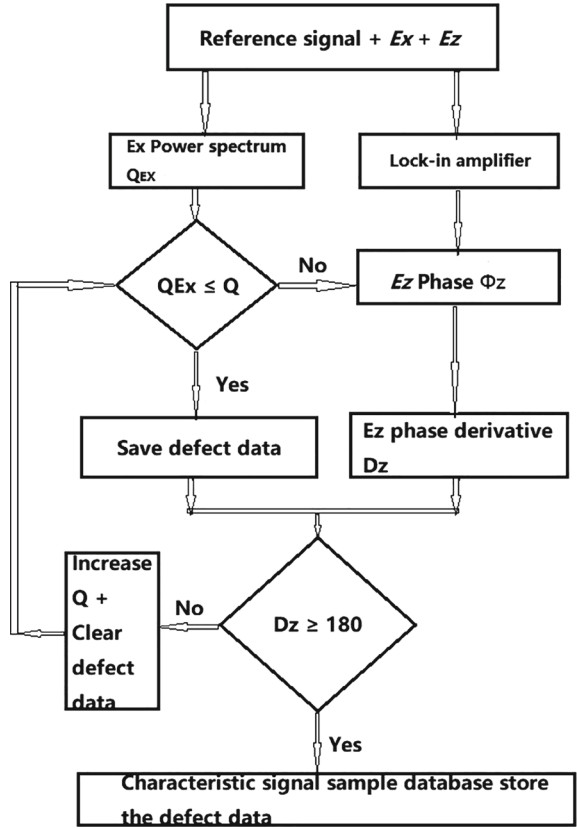 Reference signal + Ex + Ez
Ex Power spectrum
QEX
Lock-in amplifier
QEx ≤ Q
No
Ez Phase Φz
Yes
Save defect data
Ez phase derivative
Dz
Increase
Q +
Clear
defect
data
No
Dz ≥ 180
Yes
Characteristic signal sample database store
the defect data